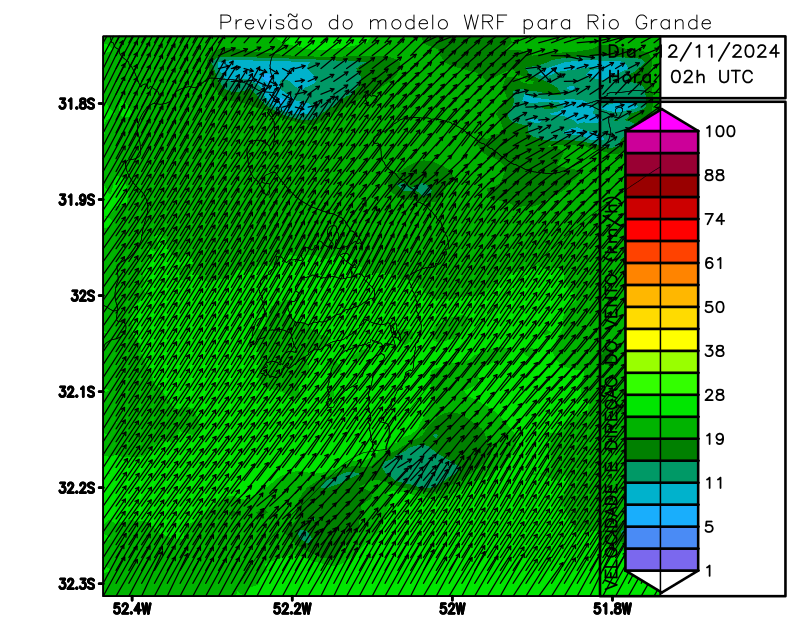 Previsão do modelo WRF para Rio Grande
Dia: 12/11/2024
Hora: 02h UTC
31.8S
31.9S
32S
32.1S
32.2S
32.3S
52.4W
52.2W
52W
51.8W
VELOCIDADE E DIREÇÃO DO VENTO (km/h)
100
88
74
61
50
38
28
19
11
5
1